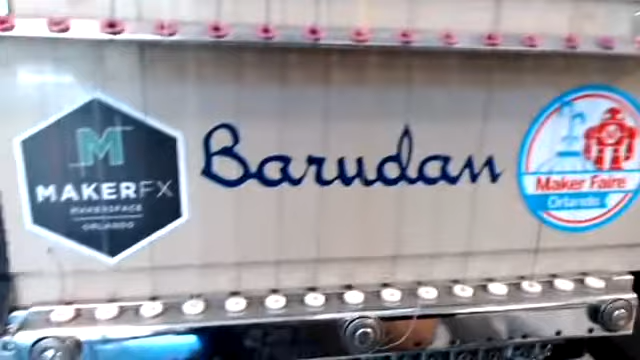 M
MAKERFX
MAKERSPACE
ORLANDO
Barudan
Maker Faire
Orlando